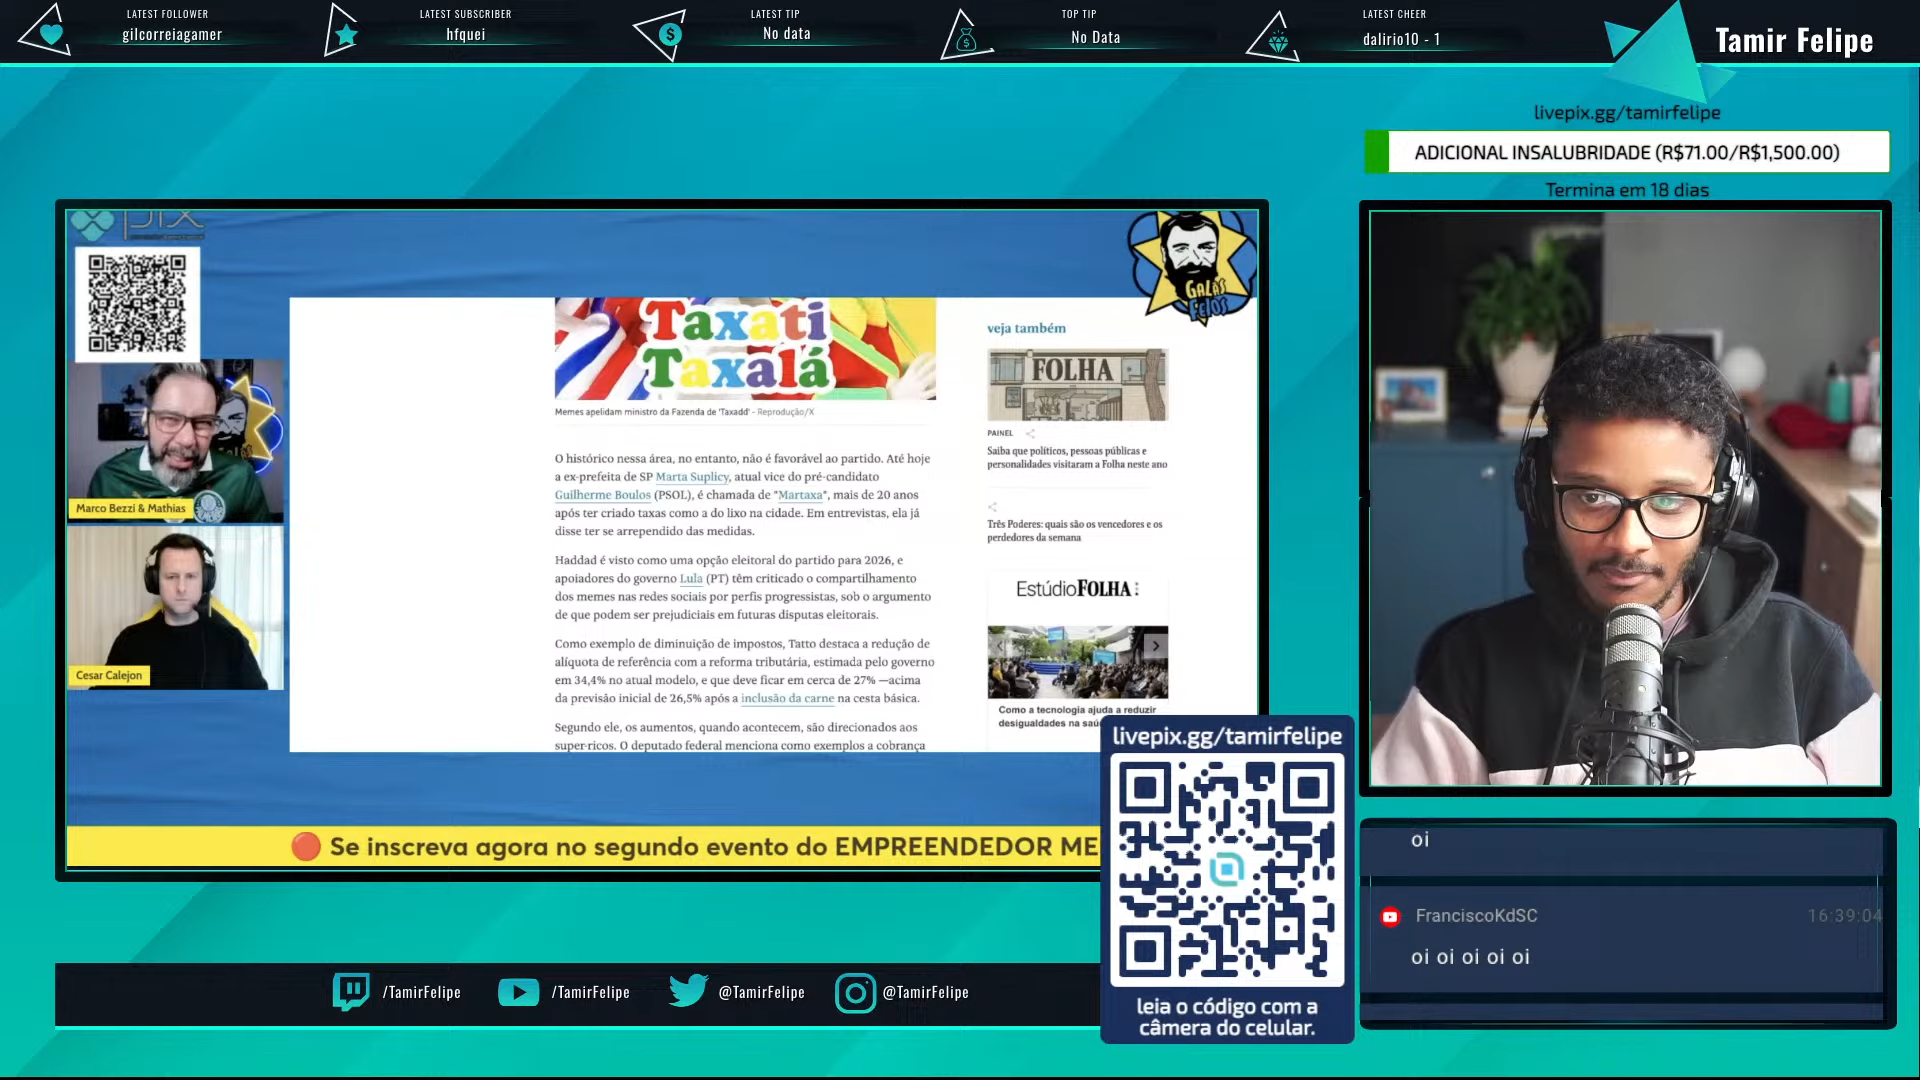 LATEST FOLLOWER
gilcorreiagamer
LATEST SUBSCRIBER
hfquei
LATEST TIP
No data
TOP TIP
No Data
LATEST CHEER
dalirio10 - 1
Tamir Felipe
livepix.gg/tamirfelipe
ADICIONAL INSALUBRIDADE (R$71.00/R$1,500.00)
Termina em 18 dias
pix
GALÃS
FEIOS
Marco Bezzi & Mathias
Cesar Calejon
Taxati
Taxalá
Memes apelidam ministro da Fazenda de 'Taxadd' - Reprodução/X
O histórico nessa área, no entanto, não é favorável ao partido. Até hoje
a ex-prefeita de SP Marta Suplicy, atual vice do pré-candidato
Guilherme Boulos (PSOL), é chamada de "Martaxa", mais de 20 anos
após ter criado taxas como a do lixo na cidade. Em entrevistas, ela já
disse ter se arrependido das medidas.
Haddad é visto como uma opção eleitoral do partido para 2026, e
apoiadores do governo Lula (PT) têm criticado o compartilhamento
dos memes nas redes sociais por perfis progressistas, sob o argumento
de que podem ser prejudiciais em futuras disputas eleitorais.
Como exemplo de diminuição de impostos, Tatto destaca a redução de
alíquota de referência com a reforma tributária, estimada pelo governo
em 34,4% no atual modelo, e que deve ficar em cerca de 27% —acima
da previsão inicial de 26,5% após a inclusão da carne na cesta básica.
Segundo ele, os aumentos, quando acontecem, são direcionados aos
super-ricos. O deputado federal menciona como exemplos a cobrança
veja também
FOLHA
PAINEL
Saiba que políticos, pessoas públicas e
personalidades visitaram a Folha neste ano
Três Poderes: quais são os vencedores e os
perdedores da semana
EstúdioFOLHA
Como a tecnologia ajuda a reduzir
desigualdades na saú
🔴 Se inscreva agora no segundo evento do EMPREENDEDOR ME
livepix.gg/tamirfelipe
leia o código com a
câmera do celular.
oi
FranciscoKdSC
16:39:04
oi oi oi oi oi
/TamirFelipe
/TamirFelipe
@TamirFelipe
@TamirFelipe